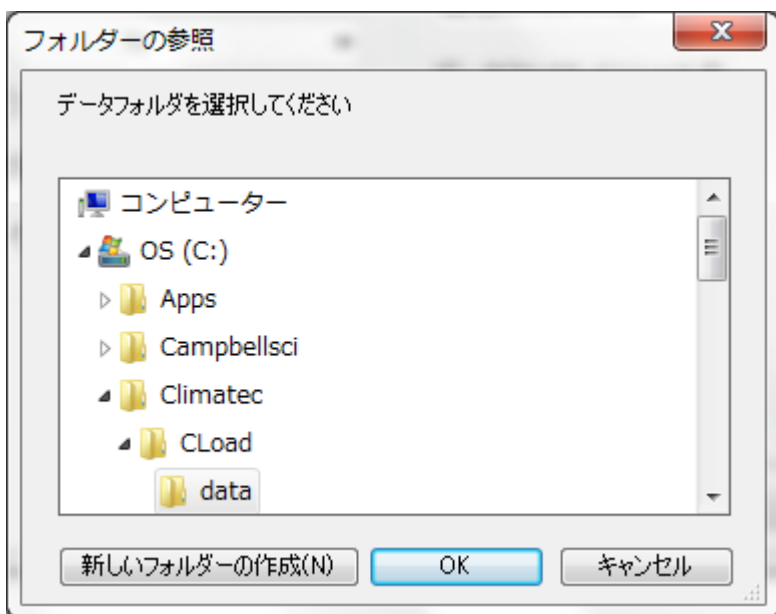 フォルダーの参照
データフォルダを選択してください
コンピューター
OS (C:)
Apps
Campbellsci
Climatec
CLoad
data
新しいフォルダーの作成(N) OK キャンセル